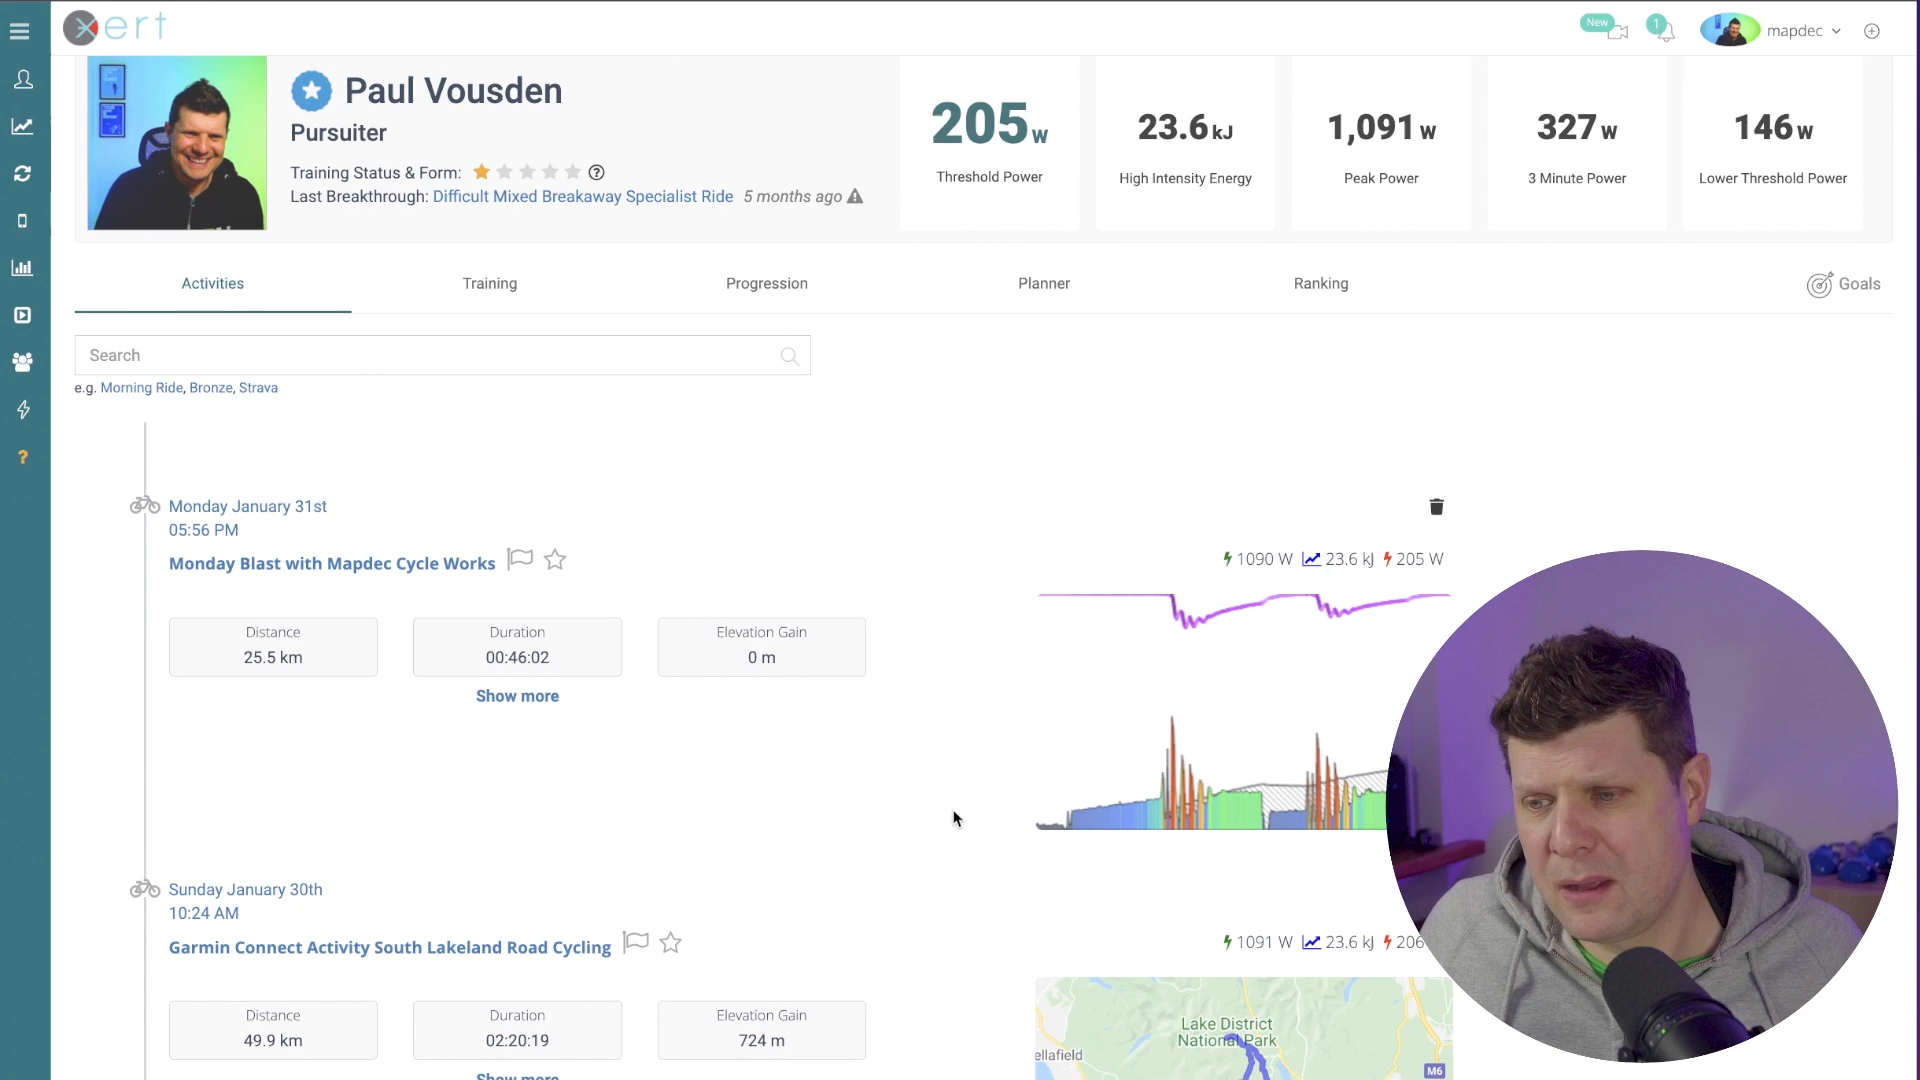 xert
New
1
mapdec
Paul Vousden
Pursuiter
Training Status & Form:
Last Breakthrough: Difficult Mixed Breakaway Specialist Ride 5 months ago
205 W
Threshold Power
23.6 kJ
High Intensity Energy
1,091 W
Peak Power
327 W
3 Minute Power
146 W
Lower Threshold Power
Activities
Training
Progression
Planner
Ranking
Goals
Search
e.g. Morning Ride, Bronze, Strava
Monday January 31st
05:56 PM
Monday Blast with Mapdec Cycle Works
1090 W 23.6 kJ 205 W
Distance
25.5 km
Duration
00:46:02
Elevation Gain
0 m
Show more
Sunday January 30th
10:24 AM
Garmin Connect Activity South Lakeland Road Cycling
1091 W 23.6 kJ 206
Distance
49.9 km
Duration
02:20:19
Elevation Gain
724 m
Show more
Lake District
National Park
ellafield
M6